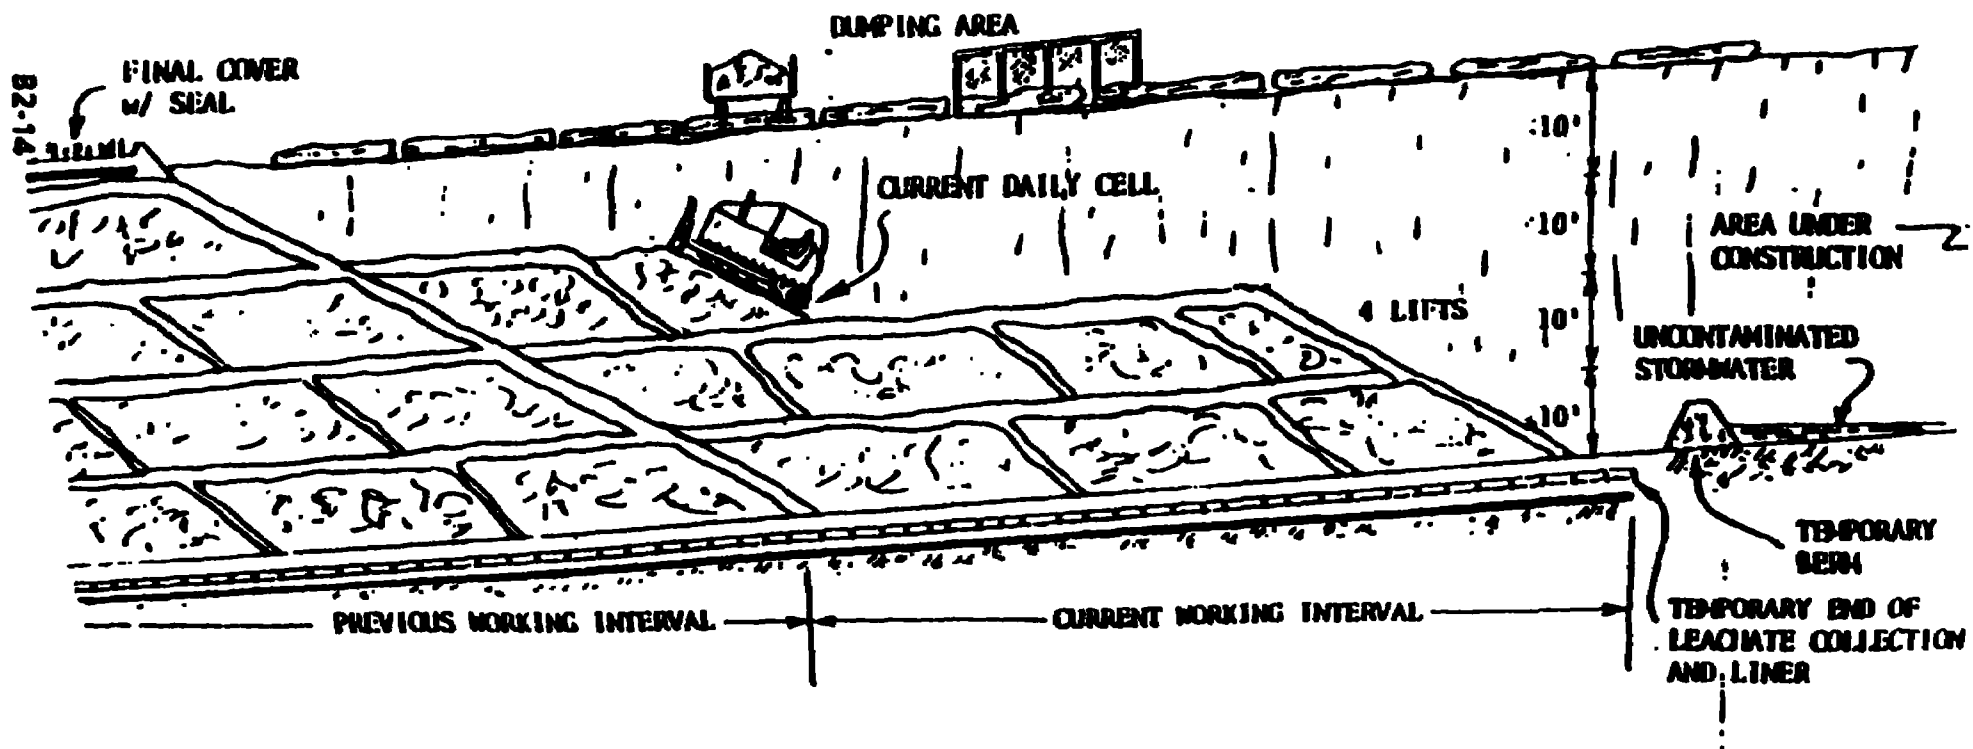 DUMPING AREA
FINAL COVER
w/ SEAL
B2-14
CURRENT DAILY CELL
10'
10'
10'
10'
4 LIFTS
AREA UNDER
CONSTRUCTION
UNCONTAMINATED
STORMWATER
TEMPORARY
BERM
TEMPORARY END OF
LEACHATE COLLECTION
AND LINER
PREVIOUS WORKING INTERVAL
CURRENT WORKING INTERVAL